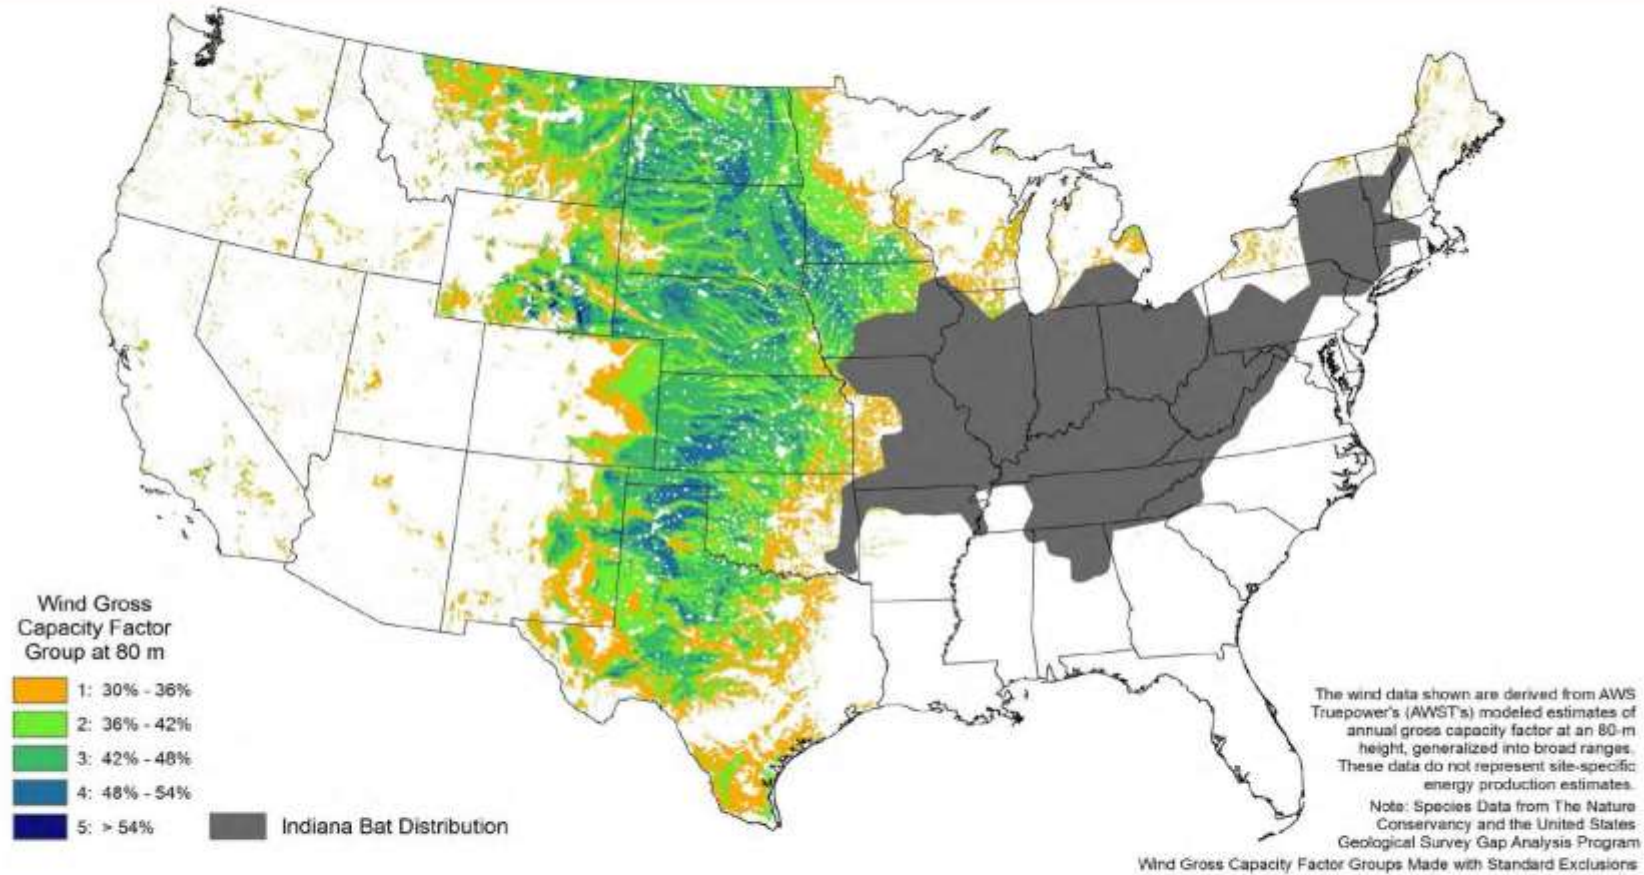 Wind Gross
Capacity Factor
Group at 80 m
1: 30% - 36%
2: 36% - 42%
3: 42% - 48%
4: 48% - 54%
5: > 54%
Indiana Bat Distribution
The wind data shown are derived from AWS
Truepower's (AWST's) modeled estimates of
annual gross capacity factor at an 80-m
height, generalized into broad ranges.
These data do not represent site-specific
energy production estimates.
Note: Species Data from The Nature
Conservancy and the United States
Geological Survey Gap Analysis Program
Wind Gross Capacity Factor Groups Made with Standard Exclusions